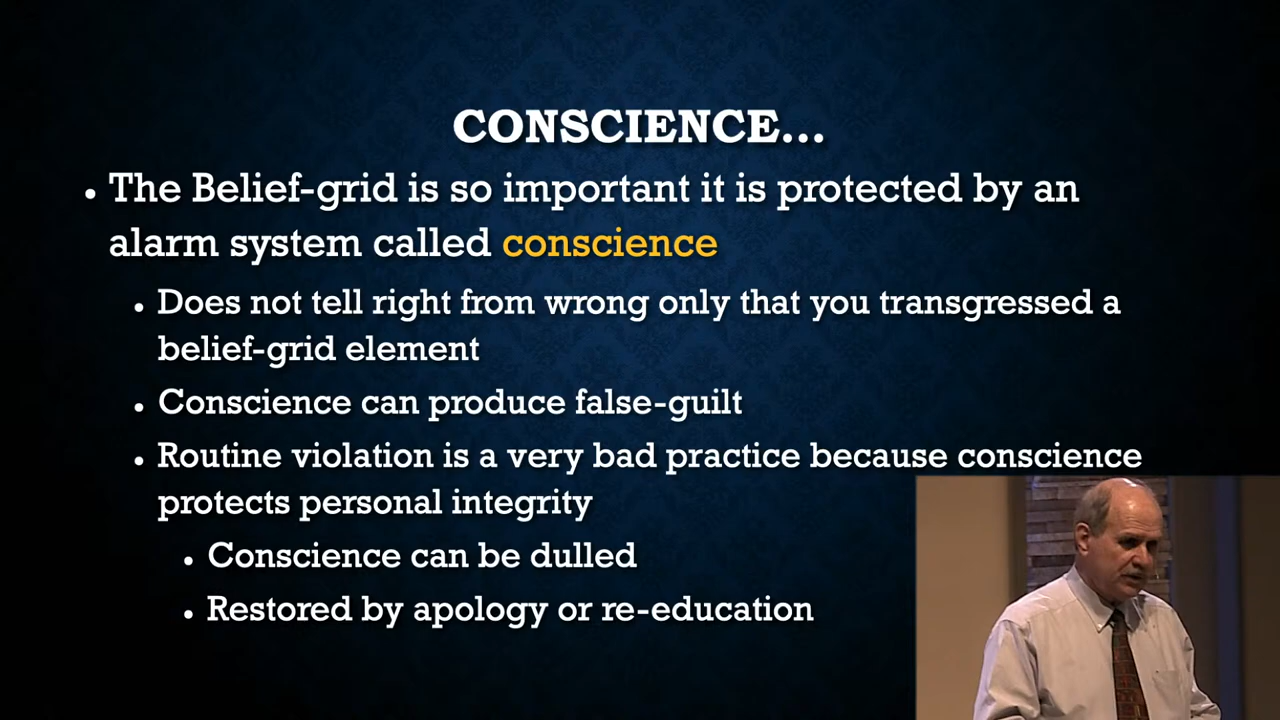 CONSCIENCE...
• The Belief-grid is so important it is protected by an
alarm system called conscience
• Does not tell right from wrong only that you transgressed a
belief-grid element
• Conscience can produce false-guilt
• Routine violation is a very bad practice because conscience
protects personal integrity
• Conscience can be dulled
• Restored by apology or re-education